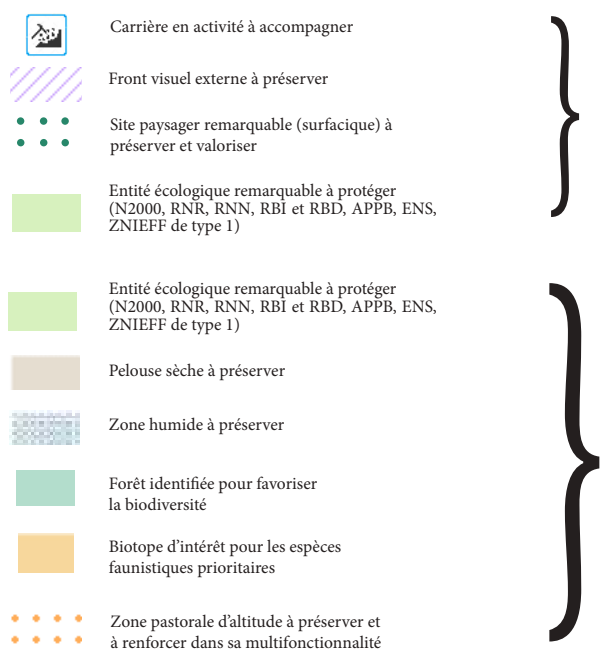 Carrière en activité à accompagner
Front visuel externe à préserver
Site paysager remarquable (surfacique) à
préserver et valoriser
Entité écologique remarquable à protéger
(N2000, RNR, RNN, RBI et RBD, APPB, ENS,
ZNIEFF de type 1)
Entité écologique remarquable à protéger
(N2000, RNR, RNN, RBI et RBD, APPB, ENS,
ZNIEFF de type 1)
Pelouse sèche à préserver
Zone humide à préserver
Forêt identifiée pour favoriser
la biodiversité
Biotope d'intérêt pour les espèces
faunistiques prioritaires
Zone pastorale d'altitude à préserver et
à renforcer dans sa multifonctionnalité